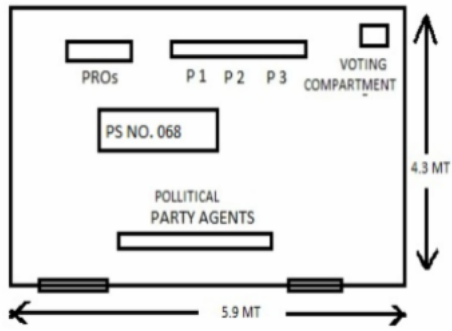 PROs
P 1 P 2 P 3
VOTING
COMPARTMENT
PS NO. 068
4.3 MT
POLLITICAL
PARTY AGENTS
5.9 MT